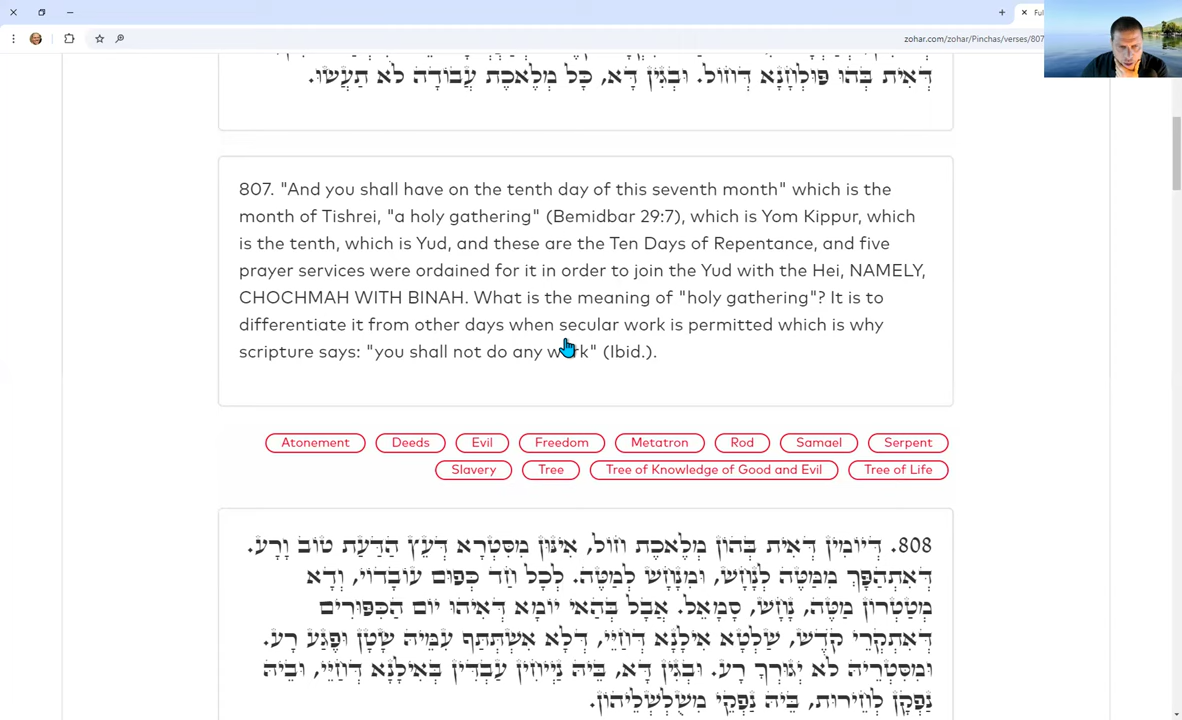 zohar.com/zohar/Pinchas/verses/807
דְּאִית בְּהוּ פּוּלְחָנָא דְּחוֹל. וּבְגִין דָּא, כָּל מְלֶאכֶת עֲבוֹדָה לֹא תַעֲשׂוּ.
807. "And you shall have on the tenth day of this seventh month" which is the
month of Tishrei, "a holy gathering" (Bemidbar 29:7), which is Yom Kippur, which
is the tenth, which is Yud, and these are the Ten Days of Repentance, and five
prayer services were ordained for it in order to join the Yud with the Hei, NAMELY,
CHOCHMAH WITH BINAH. What is the meaning of "holy gathering"? It is to
differentiate it from other days when secular work is permitted which is why
scripture says: "you shall not do any work" (Ibid.).
Atonement Deeds Evil Freedom Metatron Rod Samael Serpent
Slavery Tree Tree of Knowledge of Good and Evil Tree of Life
808. דְּיוֹמִין דְּאִית בְּהוֹן מְלֶאכֶת חוֹל, אִינּוּן מִסִּטְרָא דְּעֵץ הַדַּעַת טוֹב וָרָע.
דְּאִתְהַפָּךְ מִמַּטֶּה לְנָחָשׁ, וּמִנָּחָשׁ לְמַטֶּה. לְכָל חַד כְּפוּם עוֹבָדוֹי, וְדָא
מְטַטְרוֹן מַטֶּה, נָחָשׁ, סָמָאֵל. אֲבָל בְּהַאי יוֹמָא דְּאִיהוּ יוֹם הַכִּפּוּרִים
דְּאִתְקְרֵי קֹדֶשׁ, שַׁלְטָא אִילָנָא דְּחַיֵּי, דְּלָא אִשְׁתְּתַּף עִמֵּיהּ שָׂטָן וּפֶגַע רָע.
וּמִסִּטְרֵיהּ לֹא יְגוּרְךָ רָע. וּבְגִין דָּא, בֵּיהּ נַיְיחִין עַבְדִּין בְּאִילָנָא דְּחַיֵּי, וּבֵיהּ
נַפְקָן לְחֵירוּת, בֵּיהּ נַפְקֵי מִשֻּׁלְשְׁלֵיהוֹן.